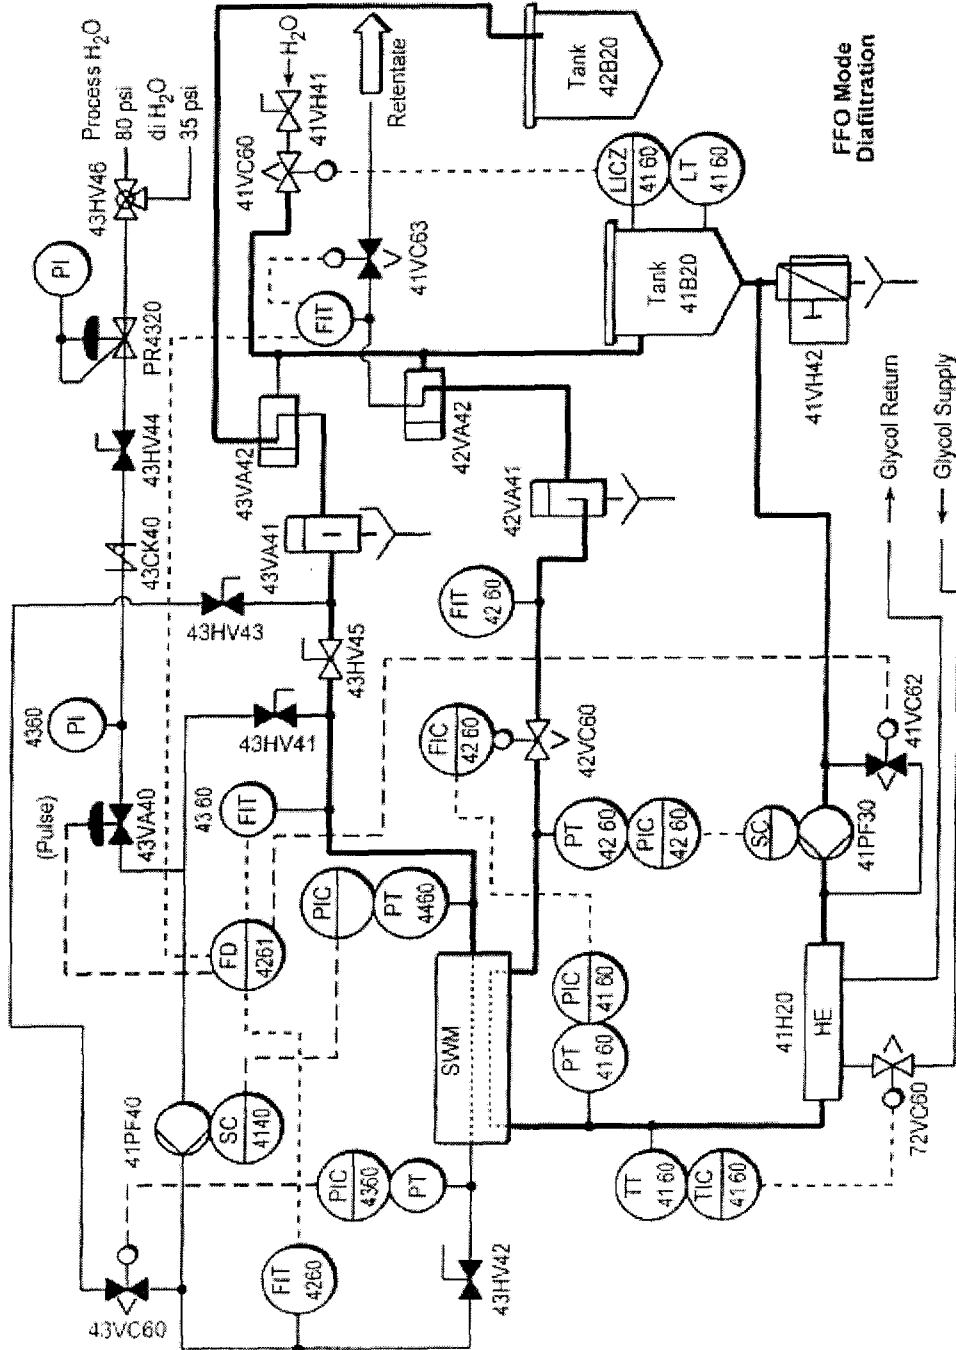 43HV46
Process H₂O
80 psi
di H₂O
35 psi
PI
PR4320
43HV44
43CK40
43HV43
4360
PI
(Pulse)
43VA40
41PF40
SC
4140
43VC60
FIT
4260
43HV42
PIC
4360
PT
FD
4261
PIC
PT
4460
43 60
FIT
43HV41
43HV45
43VA41
43VA42
41VC60
H₂O
41VH41
Retentate
FIT
41VC63
42VA42
42VA41
FIT
42 60
FIC
42 60
42VC60
PT
42 60
PIC
42 60
SC
41PF30
41VC62
SWM
PT
41 60
PIC
41 60
TT
41 60
TIC
41 60
41H20
HE
72VC60
Glycol Return
Glycol Supply
41VH42
Tank
41B20
LICZ
41 60
LT
41 60
Tank
42B20
FFO Mode
Diafiltration